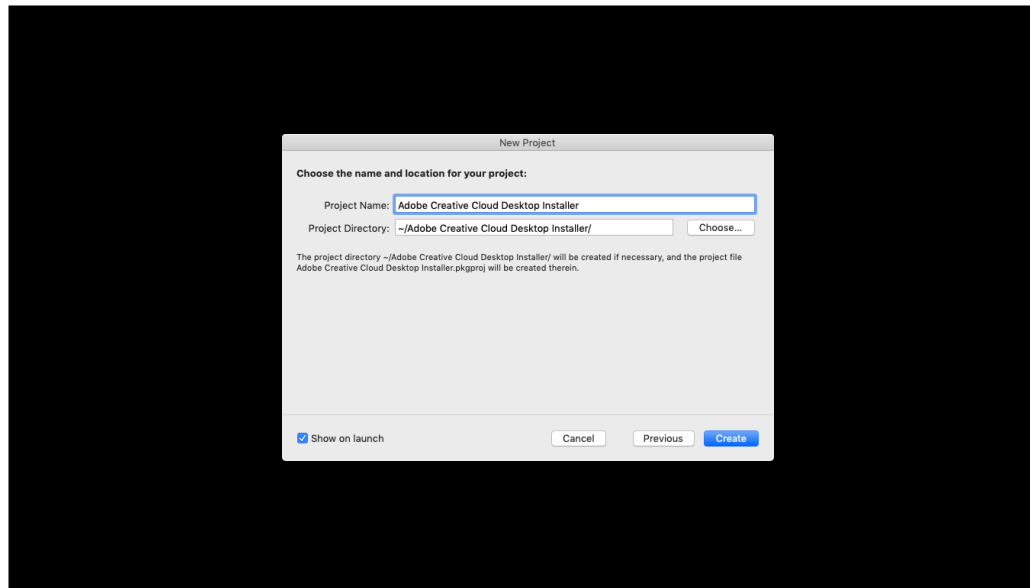 New Project
Choose the name and location for your project:
Project Name: Adobe Creative Cloud Desktop Installer
Project Directory: ~/Adobe Creative Cloud Desktop Installer/ Choose...
The project directory ~/Adobe Creative Cloud Desktop Installer/ will be created if necessary, and the project file
Adobe Creative Cloud Desktop Installer.pkgproj will be created therein.
Show on launch Cancel Previous Create